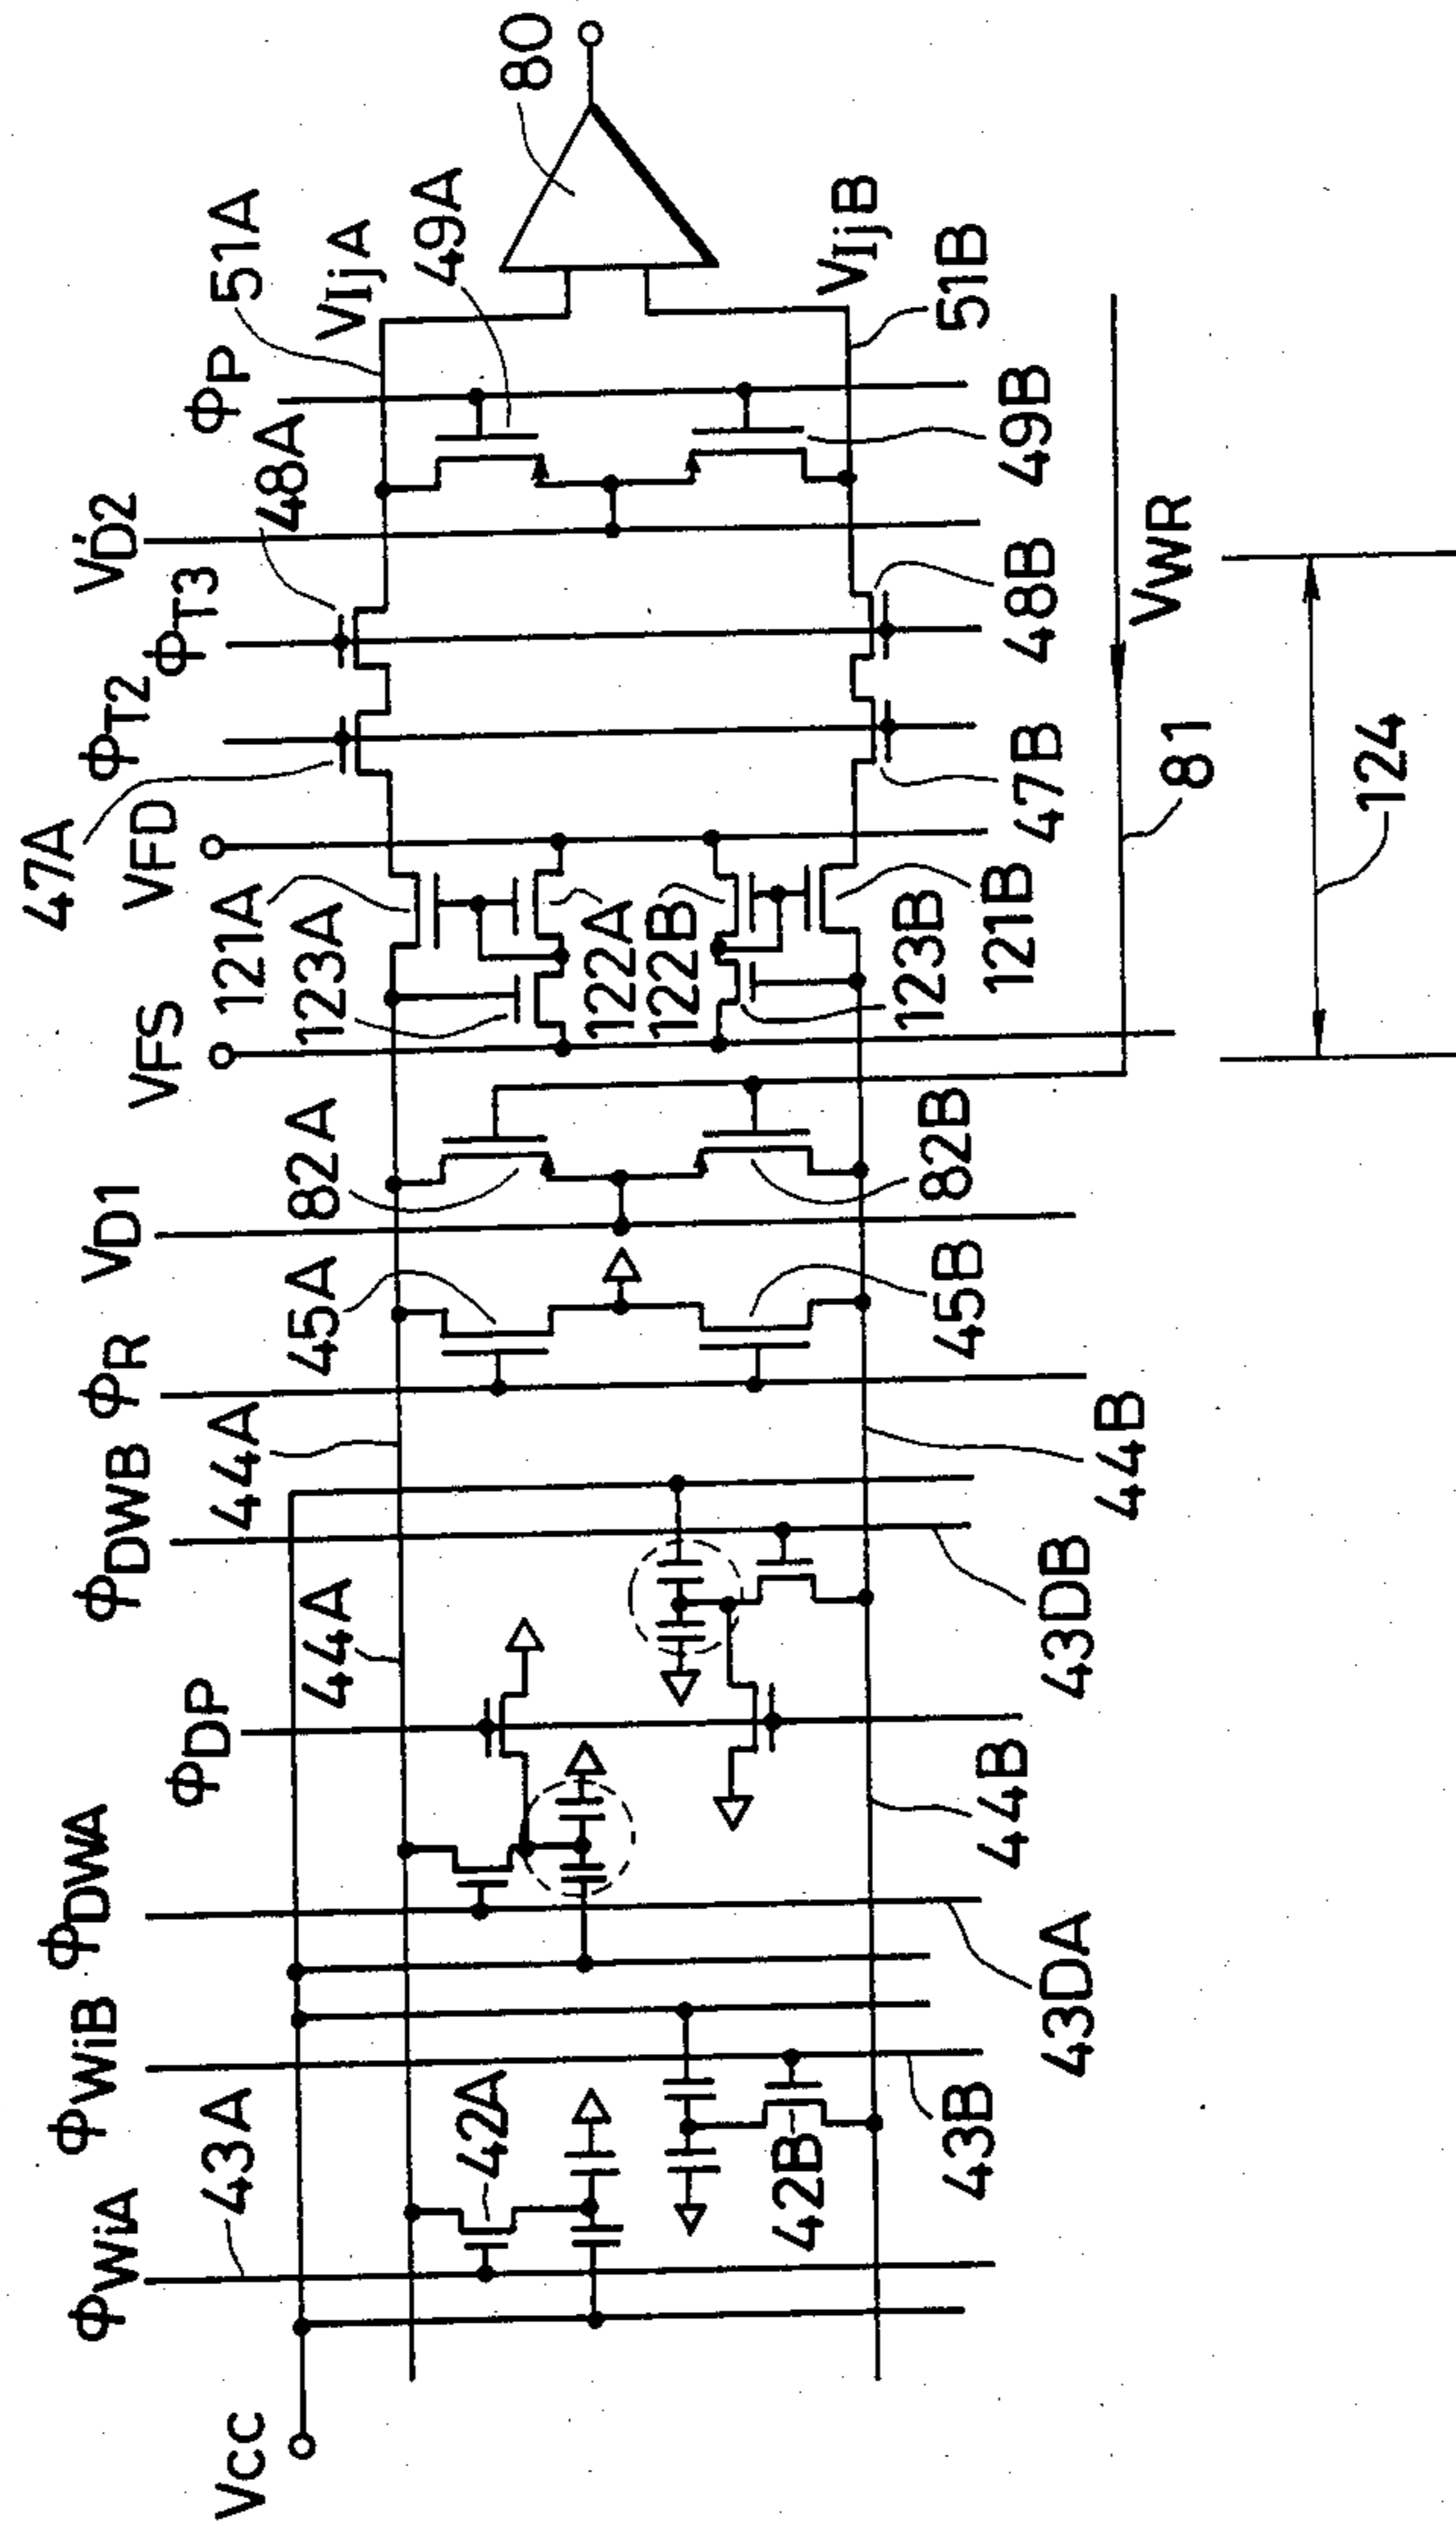 VCC
ΦWiA
43A
ΦWiB
ΦDWA
ΦDP
ΦDWB
44A
44A
ΦR
VD1
VFS
VFD
47A
ΦT2
ΦT3
V'D2
48A
ΦP
51A
VIjA
42A
45A
82A
123A
121A
49A
80
122A
122B
42B
43B
43DA
44B
43DB
44B
45B
82B
123B
121B
47B
48B
49B
51B
VIjB
VWR
81
124